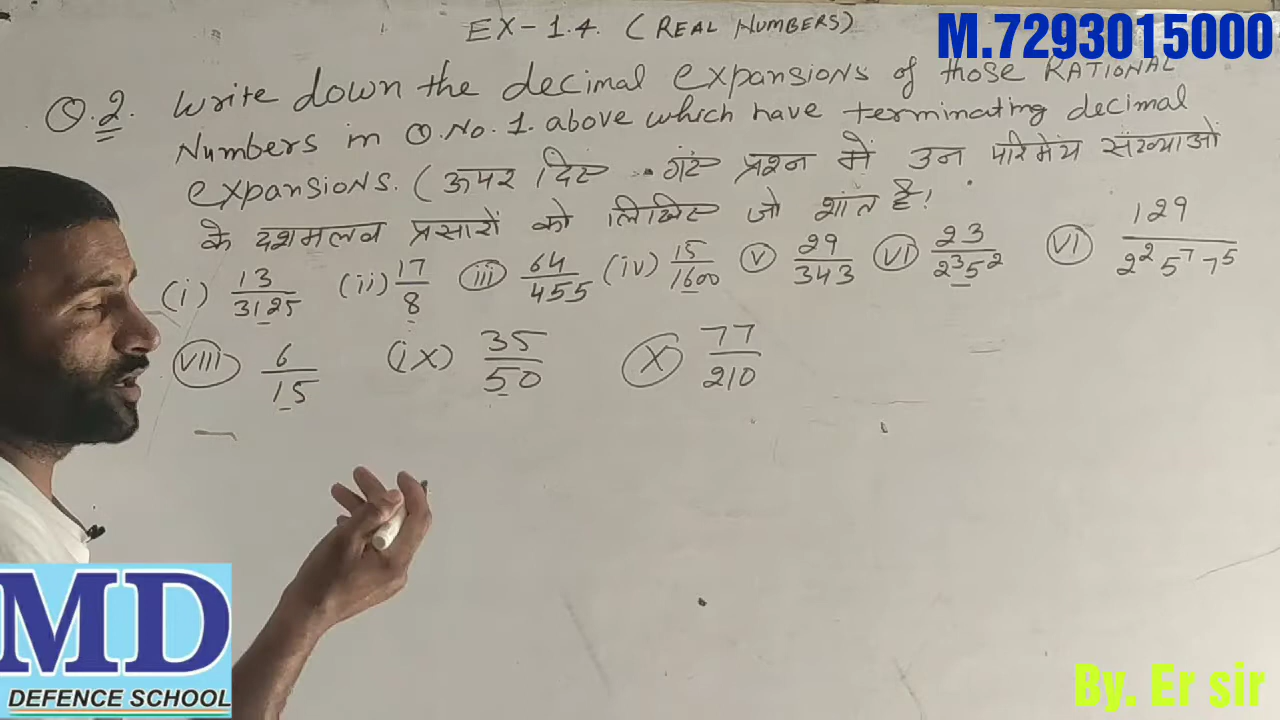 EX-1.4. (REAL NUMBERS)
M.7293015000
Q.2. Write down the decimal expansions of those RATIONAL
Numbers in Q.No.1. above which have terminating decimal
expansions. (ऊपर दिए गए प्रश्न में उन परिमेय संख्याओं
के दशमलव प्रसारों को लिखिए जो शांत है!
(i) 13/3125 (ii) 17/8 (iii) 64/455 (iv) 15/1600 (v) 29/343 (vi) 23/2³5² (vi) 129/2²5⁷7⁵
(viii) 6/15 (ix) 35/50 (x) 77/210
MD
DEFENCE SCHOOL
By. Er sir